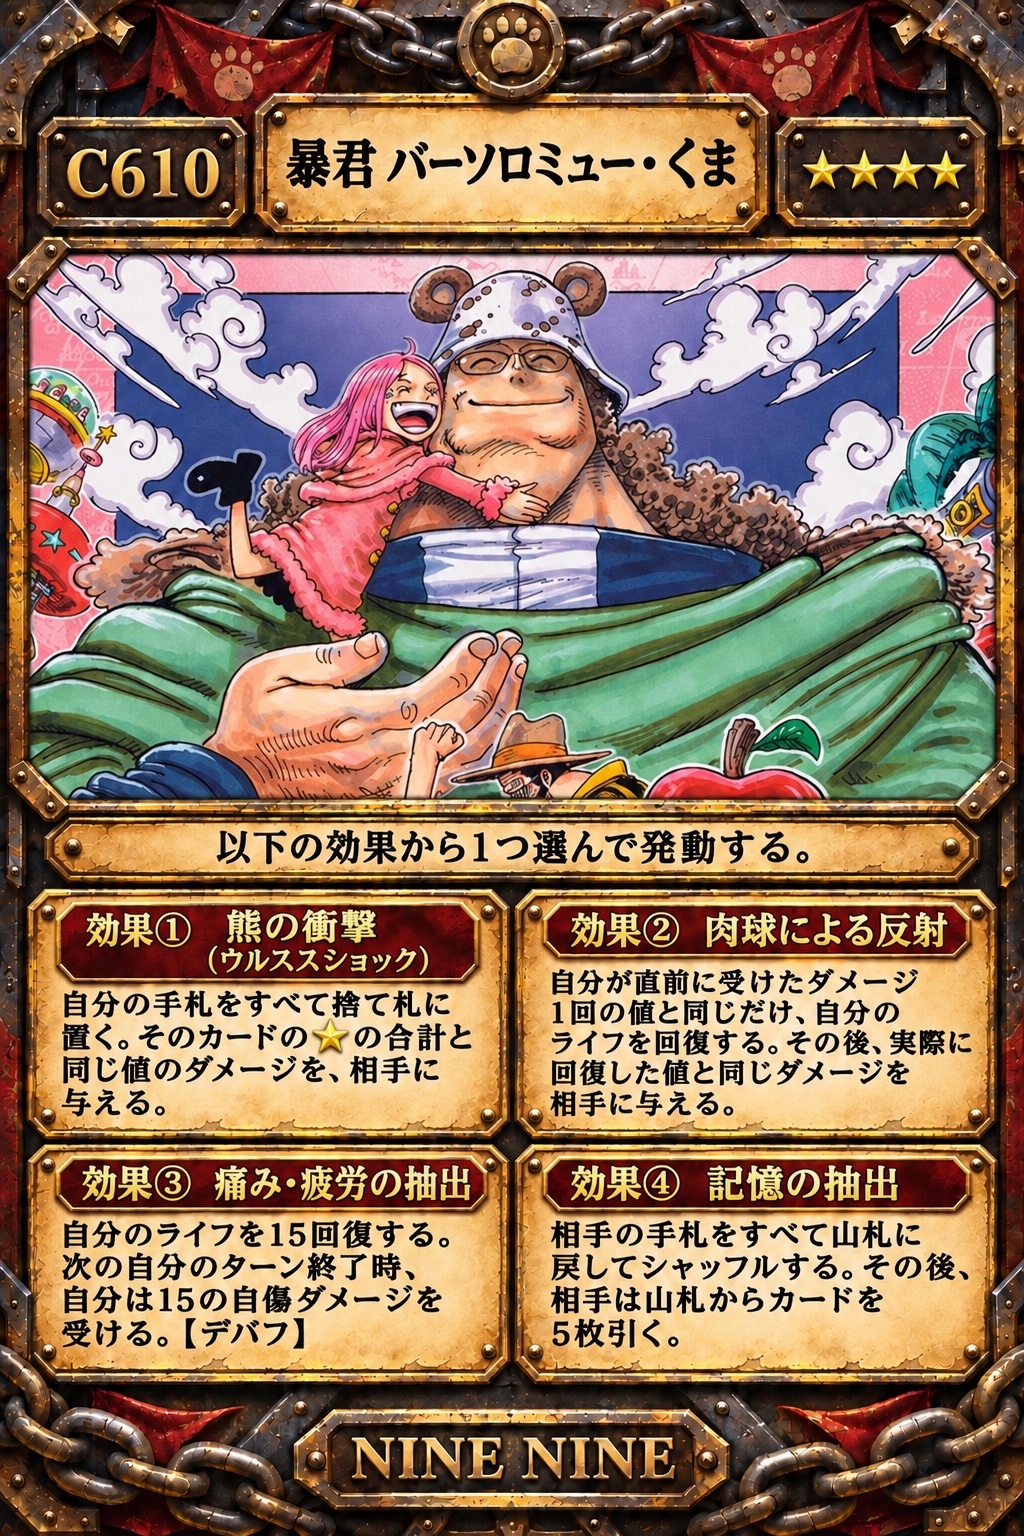 C610
暴君 バーソロミュー・くま
★★★★
以下の効果から1つ選んで発動する。
効果① 熊の衝撃
(ウルススショック)
自分の手札をすべて捨て札に
置く。そのカードの★の合計と
同じ値のダメージを、相手に
与える。
効果② 肉球による反射
自分が直前に受けたダメージ
1回の値と同じだけ、自分の
ライフを回復する。その後、実際に
回復した値と同じダメージを
相手に与える。
効果③ 痛み・疲労の抽出
自分のライフを15回復する。
次の自分のターン終了時、
自分は15の自傷ダメージを
受ける。【デバフ】
効果④ 記憶の抽出
相手の手札をすべて山札に
戻してシャッフルする。その後、
相手は山札からカードを
5枚引く。
NINE NINE